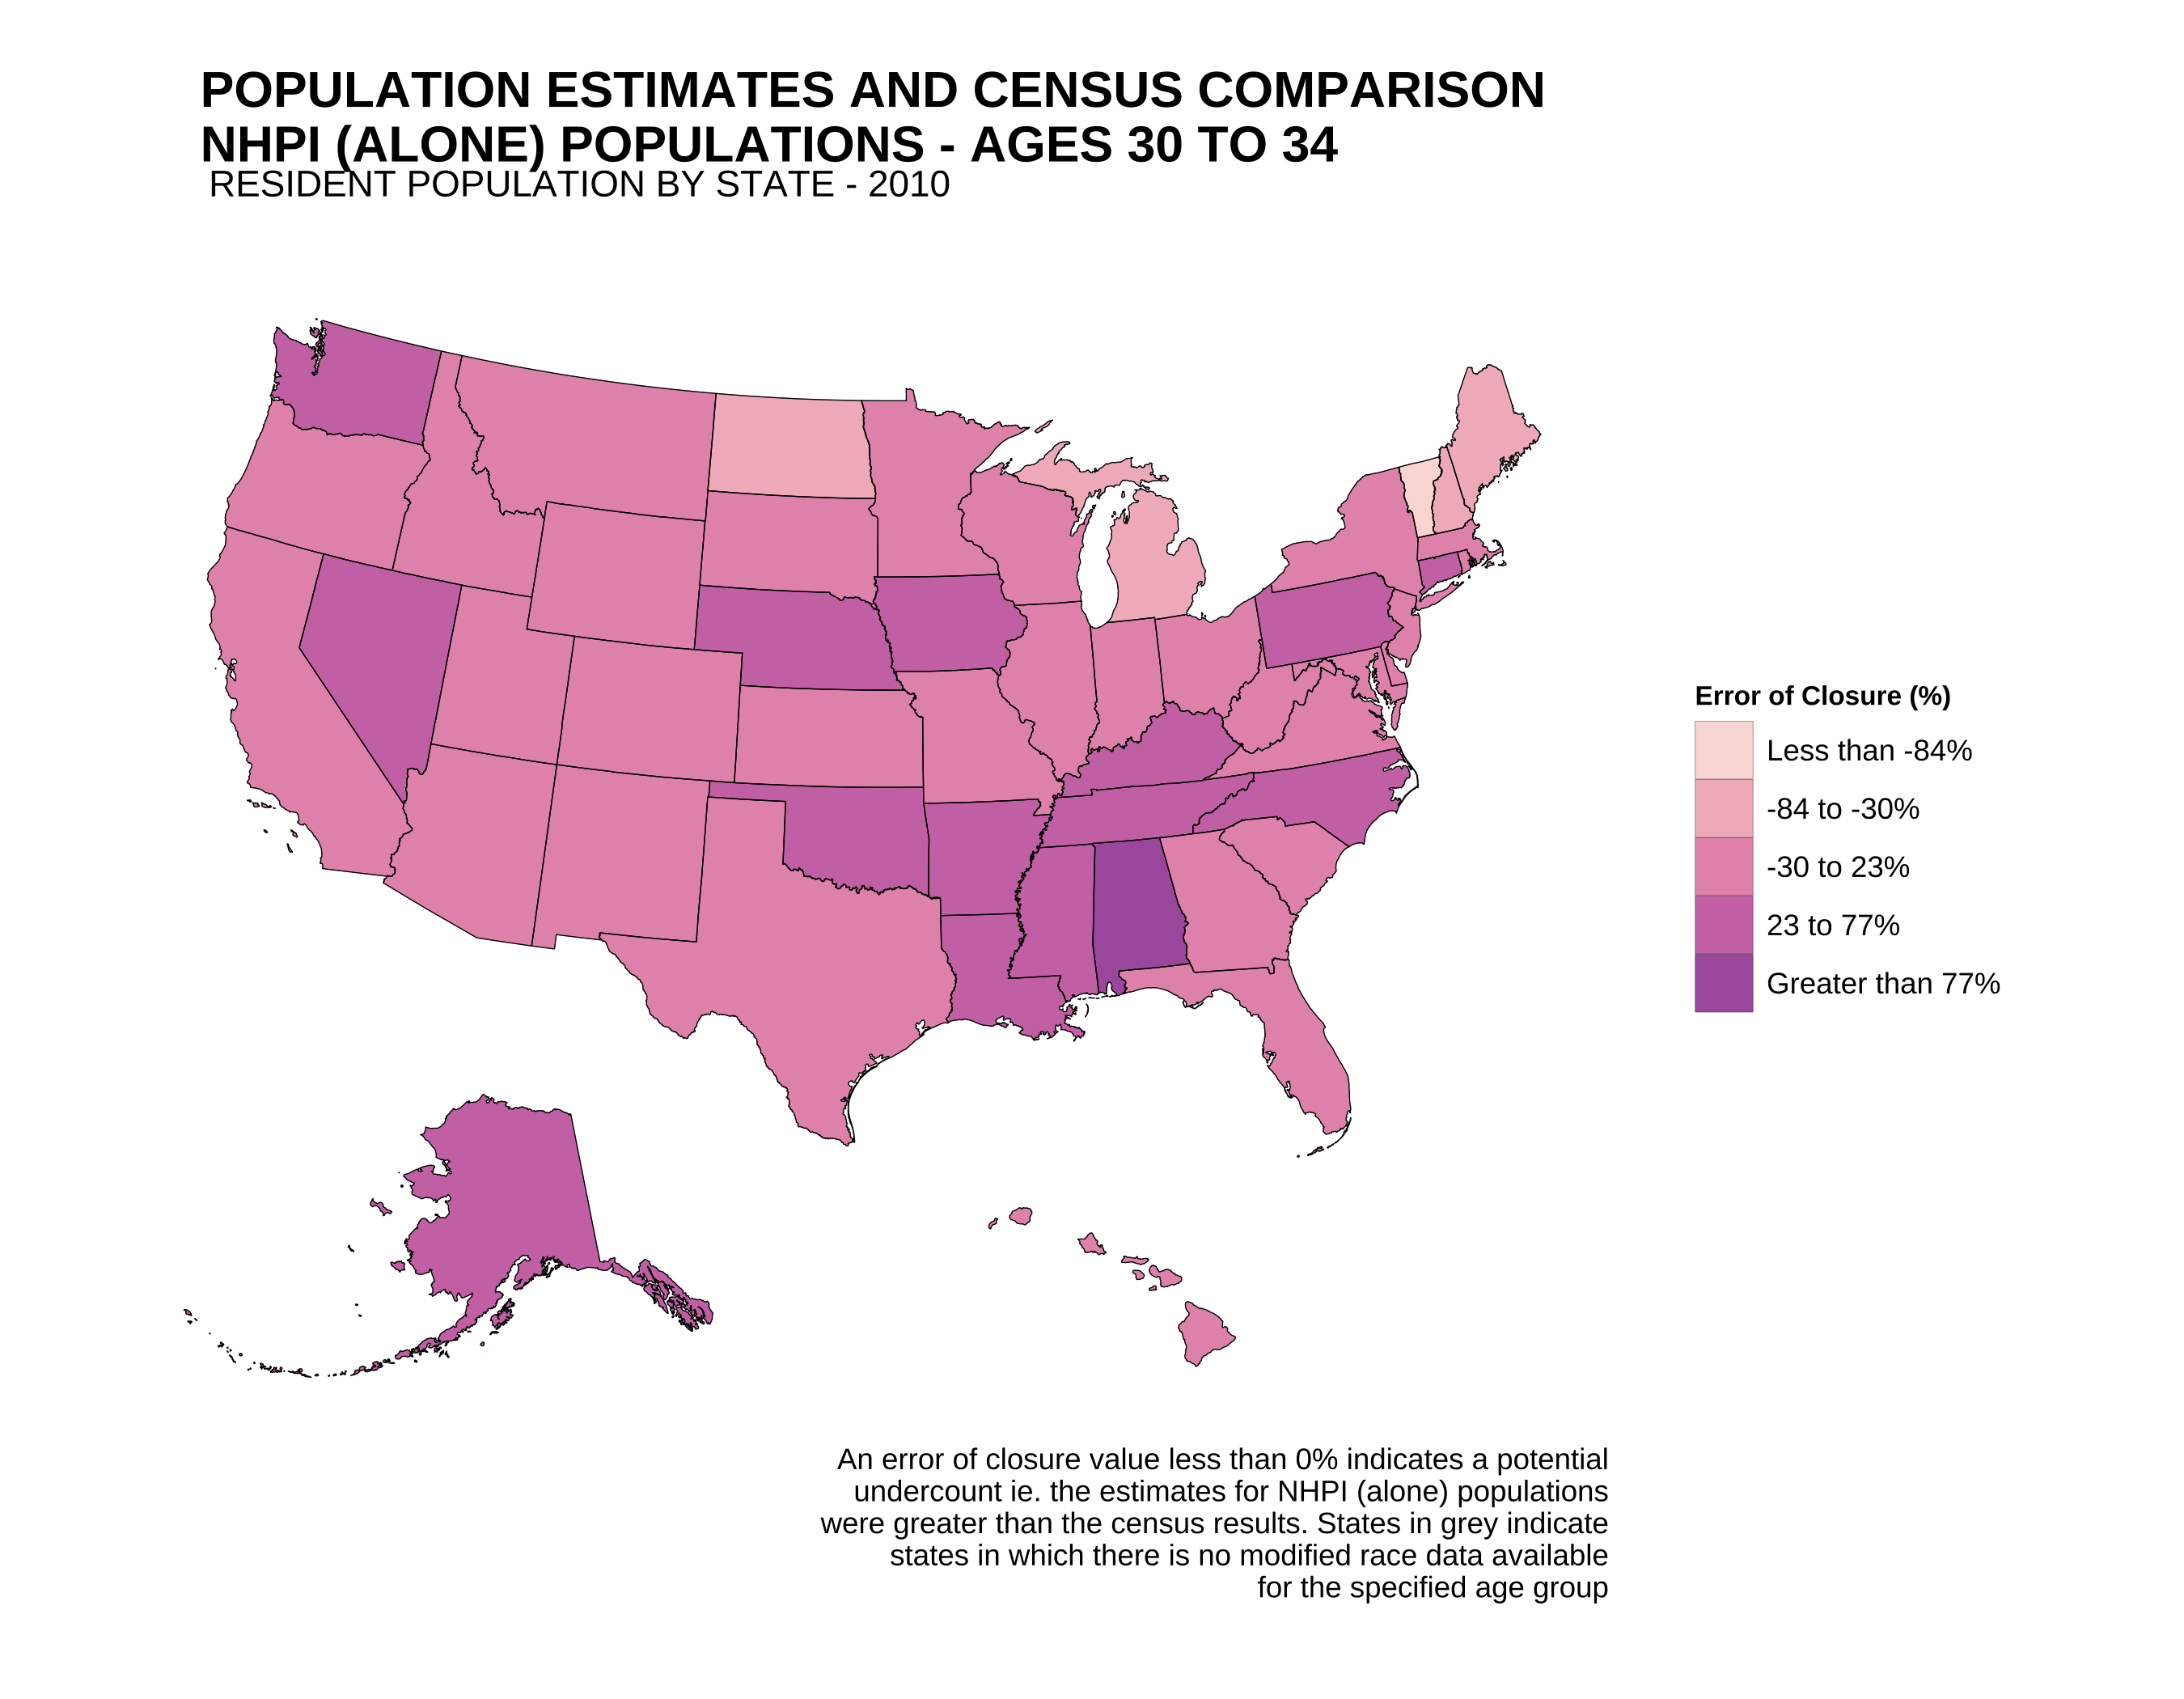 POPULATION ESTIMATES AND CENSUS COMPARISON
NHPI (ALONE) POPULATIONS - AGES 30 TO 34
RESIDENT POPULATION BY STATE - 2010
Error of Closure (%)
Less than -84%
-84 to -30%
-30 to 23%
23 to 77%
Greater than 77%
An error of closure value less than 0% indicates a potential
undercount ie. the estimates for NHPI (alone) populations
were greater than the census results. States in grey indicate
states in which there is no modified race data available
for the specified age group